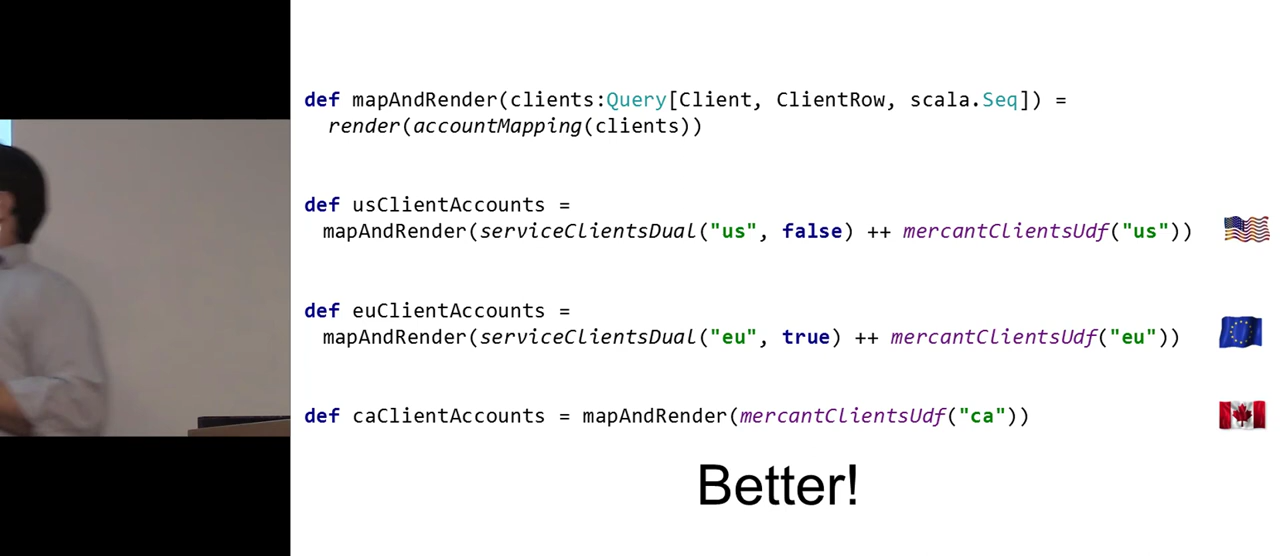 def mapAndRender(clients:Query[Client, ClientRow, scala.Seq]) =
render(accountMapping(clients))
def usClientAccounts =
mapAndRender(serviceClientsDual("us", false) ++ mercantClientsUdf("us"))
def euClientAccounts =
mapAndRender(serviceClientsDual("eu", true) ++ mercantClientsUdf("eu"))
def caClientAccounts = mapAndRender(mercantClientsUdf("ca"))
Better!